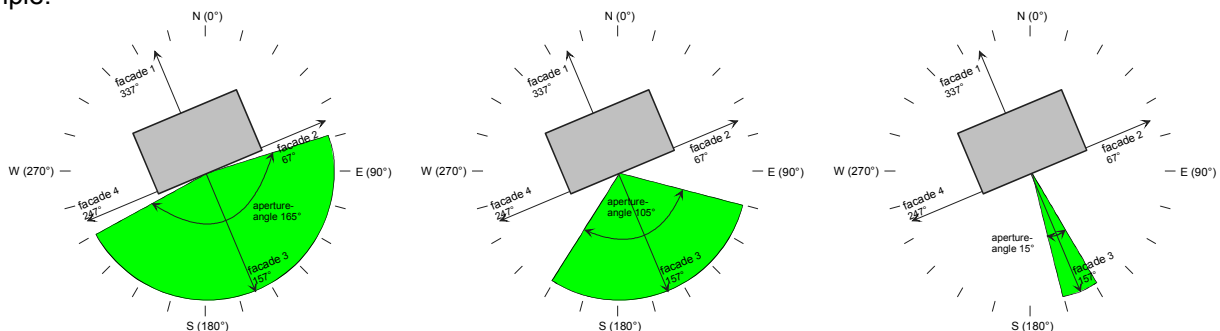 mple:
N (0°)
facade 1
337°
facade 2
67°
W (270°)
E (90°)
facade 4
247°
aperture-
angle 165°
facade 3
157°
S (180°)
N (0°)
facade 1
337°
facade 2
67°
W (270°)
E (90°)
facade 4
247°
aperture-
angle 105°
facade 3
157°
S (180°)
N (0°)
facade 1
337°
facade 2
67°
W (270°)
E (90°)
facade 4
247°
aperture-
angle 15°
facade 3
157°
S (180°)